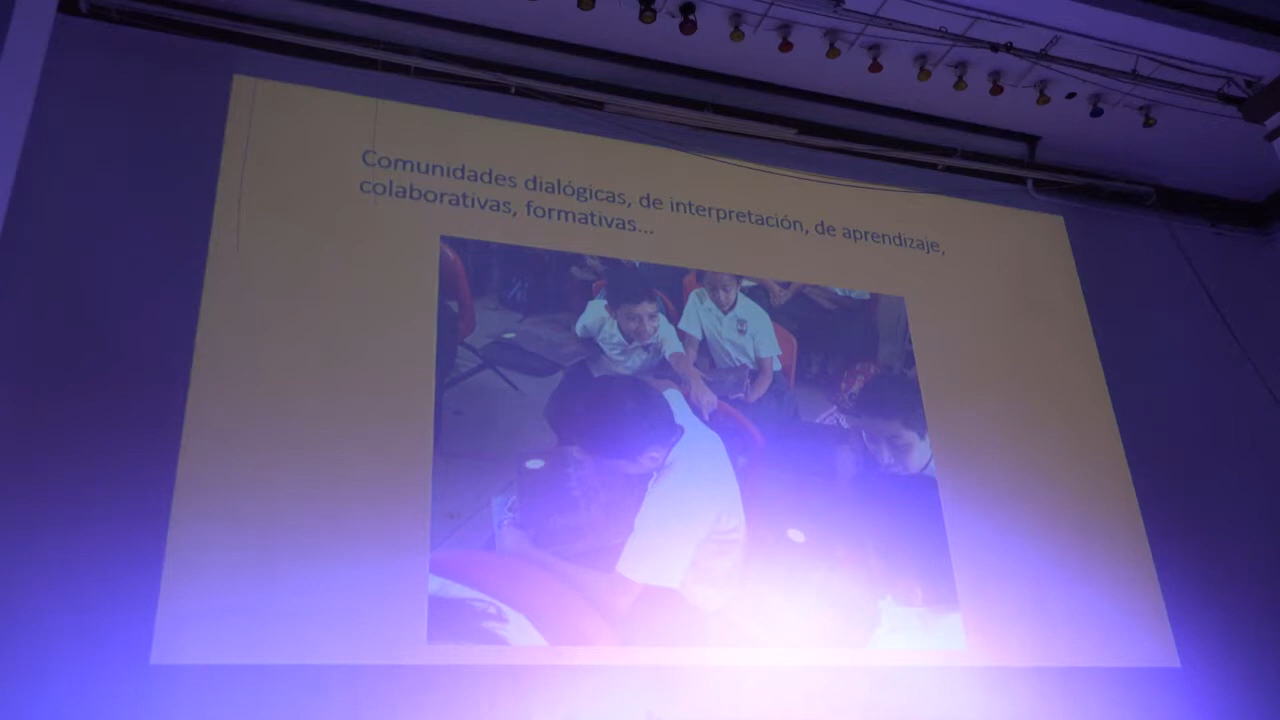 Comunidades dialógicas, de interpretación, de aprendizaje,
colaborativas, formativas...